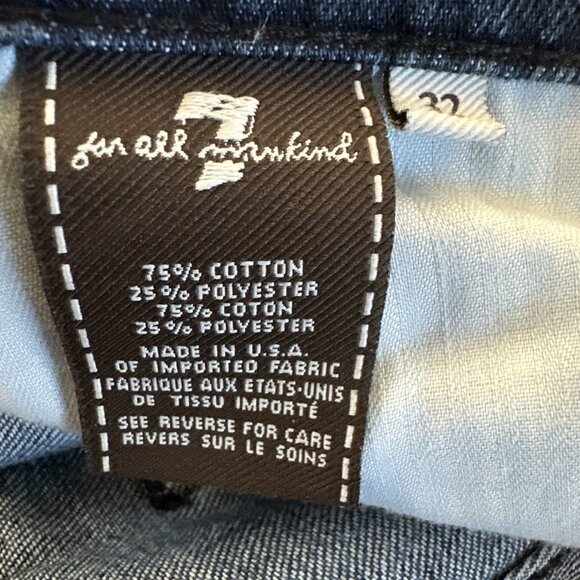 7
for all mankind
32
75% COTTON
25% POLYESTER
75% COTON
25% POLYESTER
MADE IN U.S.A.
OF IMPORTED FABRIC
FABRIQUE AUX ETATS-UNIS
DE TISSU IMPORTÉ
SEE REVERSE FOR CARE
REVERS SUR LE SOINS